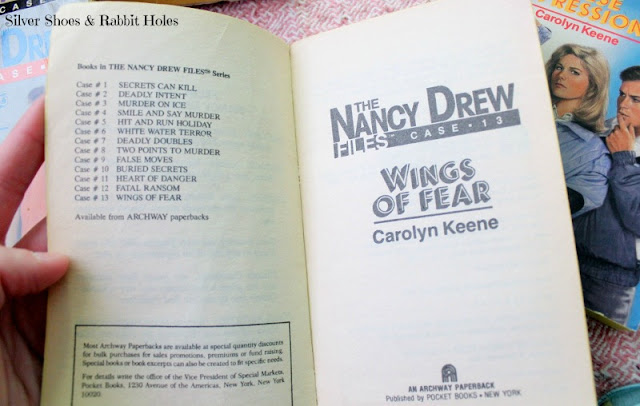 Silver Shoes & Rabbit Holes
DREW
CASE
Books in THE NANCY DREW FILES™ Series
Case # 1 SECRETS CAN KILL
Case # 2 DEADLY INTENT
Case # 3 MURDER ON ICE
Case # 4 SMILE AND SAY MURDER
Case # 5 HIT AND RUN HOLIDAY
Case # 6 WHITE WATER TERROR
Case # 7 DEADLY DOUBLES
Case # 8 TWO POINTS TO MURDER
Case # 9 FALSE MOVES
Case # 10 BURIED SECRETS
Case # 11 HEART OF DANGER
Case # 12 FATAL RANSOM
Case # 13 WINGS OF FEAR
Available from ARCHWAY paperbacks
Most Archway Paperbacks are available at special quantity discounts
for bulk purchases for sales promotions, premiums or fund raising.
Special books or book excerpts can also be created to fit specific needs.
For details write the office of the Vice President of Special Markets,
Pocket Books, 1230 Avenue of the Americas, New York, New York
10020.
THE
NANCY DREW
FILES™ CASE • 13
WINGS
OF FEAR
Carolyn Keene
AN ARCHWAY PAPERBACK
Published by POCKET BOOKS • NEW YORK
Carolyn Keene